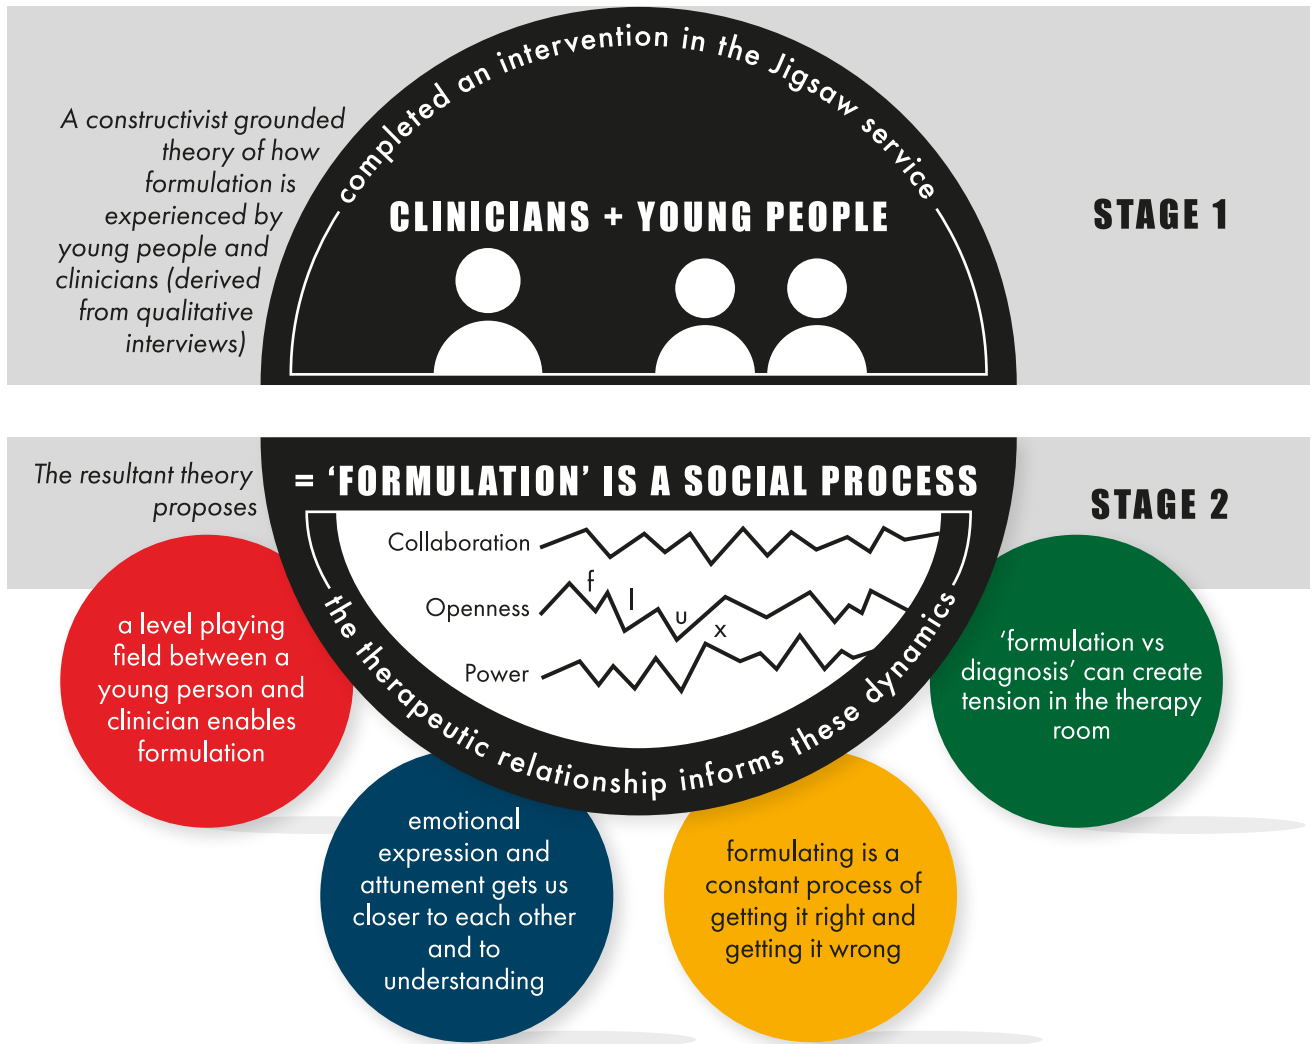 completed an intervention in the Jigsaw service
A constructivist grounded
theory of how
formulation is
experienced by
young people and
clinicians (derived
from qualitative
interviews)
CLINICIANS + YOUNG PEOPLE
STAGE 1
The resultant theory
proposes
= ‘FORMULATION’ IS A SOCIAL PROCESS
STAGE 2
Collaboration
Openness
Power
f l u x
the therapeutic relationship informs these dynamics
a level playing
field between a
young person and
clinician enables
formulation
emotional
expression and
attunement gets us
closer to each other
and to
understanding
formulating is a
constant process of
getting it right and
getting it wrong
‘formulation vs
diagnosis’ can create
tension in the therapy
room